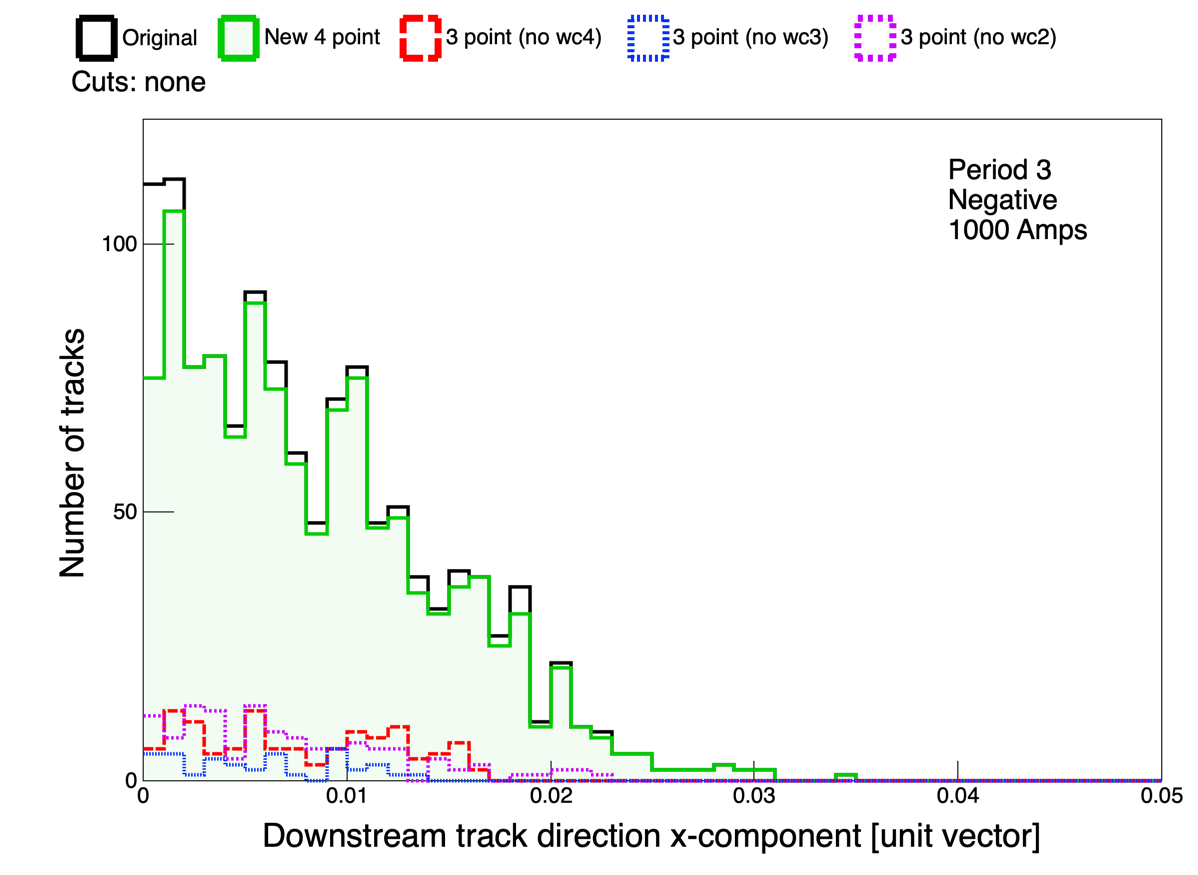 Original New 4 point 3 point (no wc4) 3 point (no wc3) 3 point (no wc2)
Cuts: none
Period 3
Negative
1000 Amps
100
50
0
Number of tracks
0 0.01 0.02 0.03 0.04 0.05
Downstream track direction x-component [unit vector]